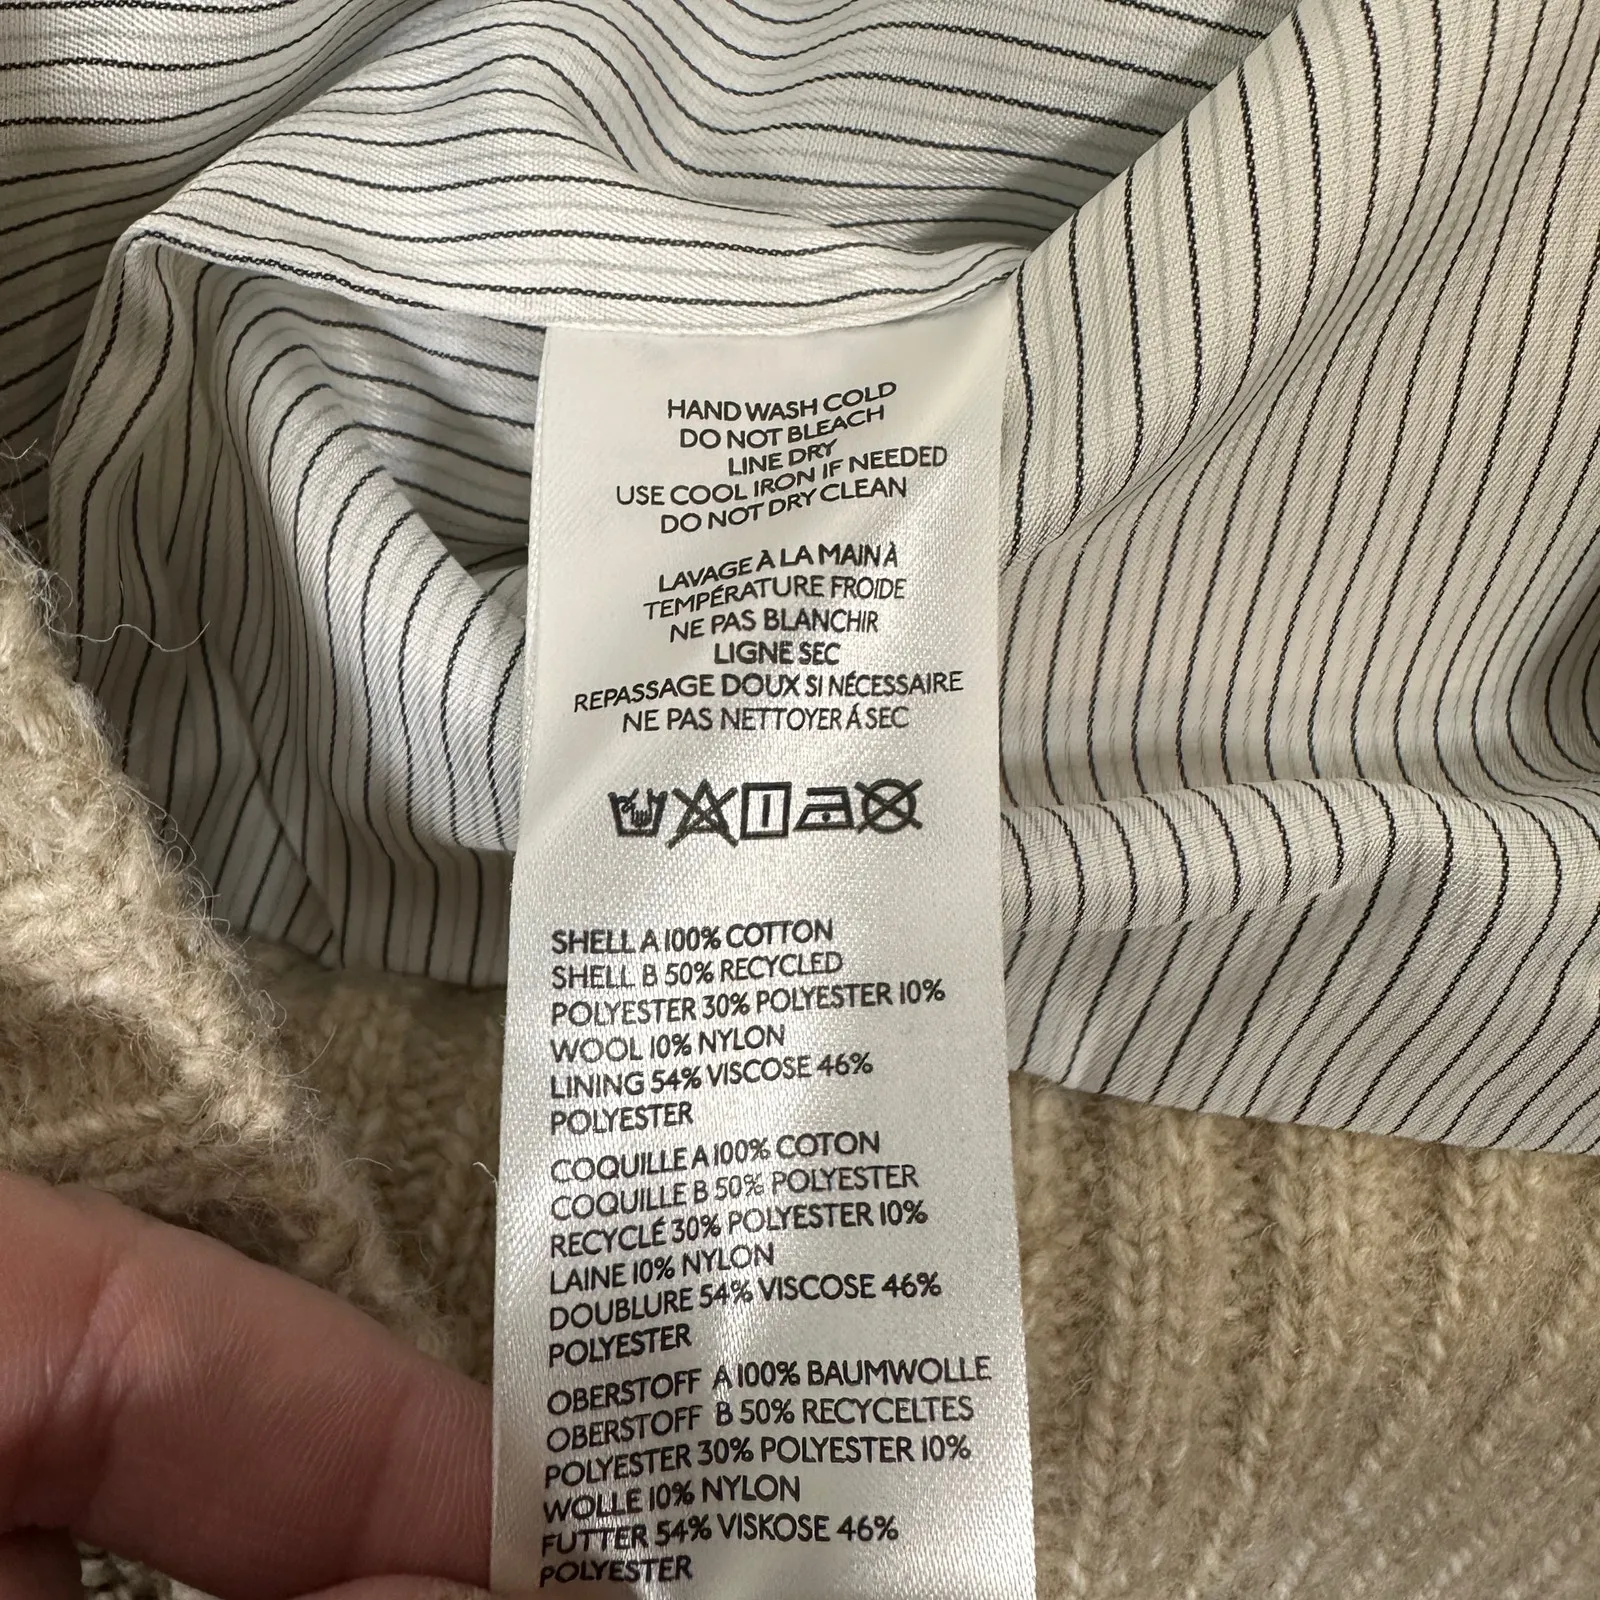 HAND WASH COLD
DO NOT BLEACH
LINE DRY
USE COOL IRON IF NEEDED
DO NOT DRY CLEAN
LAVAGE À LA MAIN À
TEMPÉRATURE FROIDE
NE PAS BLANCHIR
LIGNE SEC
REPASSAGE DOUX SI NÉCESSAIRE
NE PAS NETTOYER Á SEC
SHELL A 100% COTTON
SHELL B 50% RECYCLED
POLYESTER 30% POLYESTER 10%
WOOL 10% NYLON
LINING 54% VISCOSE 46%
POLYESTER
COQUILLE A 100% COTON
COQUILLE B 50% POLYESTER
RECYCLÉ 30% POLYESTER 10%
LAINE 10% NYLON
DOUBLURE 54% VISCOSE 46%
POLYESTER
OBERSTOFF A 100% BAUMWOLLE
OBERSTOFF B 50% RECYCELTES
POLYESTER 30% POLYESTER 10%
WOLLE 10% NYLON
FUTTER 54% VISKOSE 46%
POLYESTER